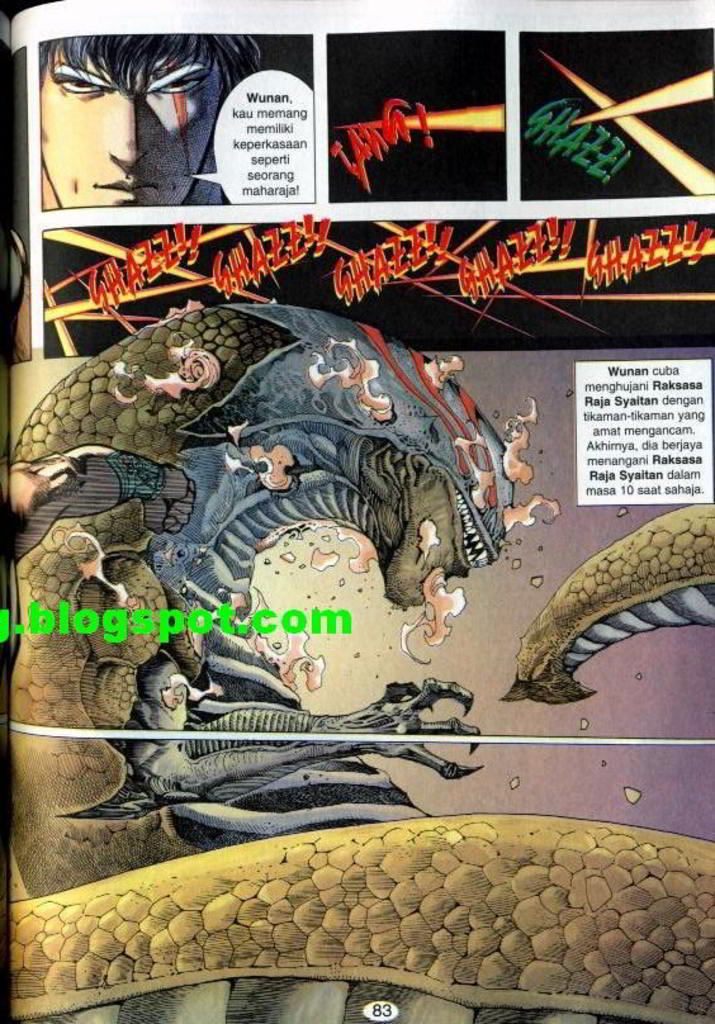 Wunan,
kau memang
memiliki
keperkasaan
seperti
seorang
maharaja!
GHAZZ!!
GHAZZ!! GHAZZ!! GHAZZ!! GHAZZ!! GHAZZ!!
Wunan cuba
menghujani Raksasa
Raja Syaitan dengan
tikaman-tikaman yang
amat mengancam.
Akhirnya, dia berjaya
menangani Raksasa
Raja Syaitan dalam
masa 10 saat sahaja.
g.blogspot.com
83